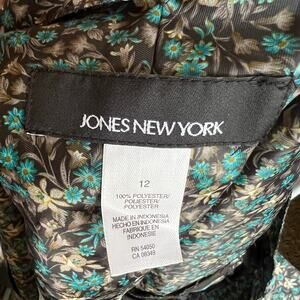 JONES NEW YORK
12
100% POLYESTER/
POLIESTER/
POLYESTER
MADE IN INDONESIA
HECHO EN INDONESIA
FABRIQUE EN
INDONESIE
RN 54050
CA 08349